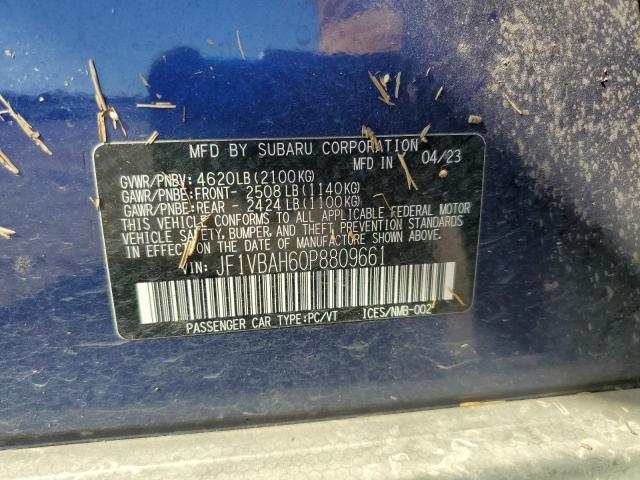 MFD BY SUBARU CORPORATION
MFD IN 04/23
GVWR/PNBV: 4620LB(2100KG)
GAWR/PNBE:FRONT- 2508LB(1140KG)
GAWR/PNBE:REAR - 2424LB(1100KG)
THIS VEHICLE CONFORMS TO ALL APPLICABLE FEDERAL MOTOR
VEHICLE SAFETY, BUMPER, AND THEFT PREVENTION STANDARDS
IN EFFECT ON THE DATE OF MANUFACTURE SHOWN ABOVE.
VIN: JF1VBAH60P8809661
PASSENGER CAR TYPE:PC/VT ICES/NMB-002